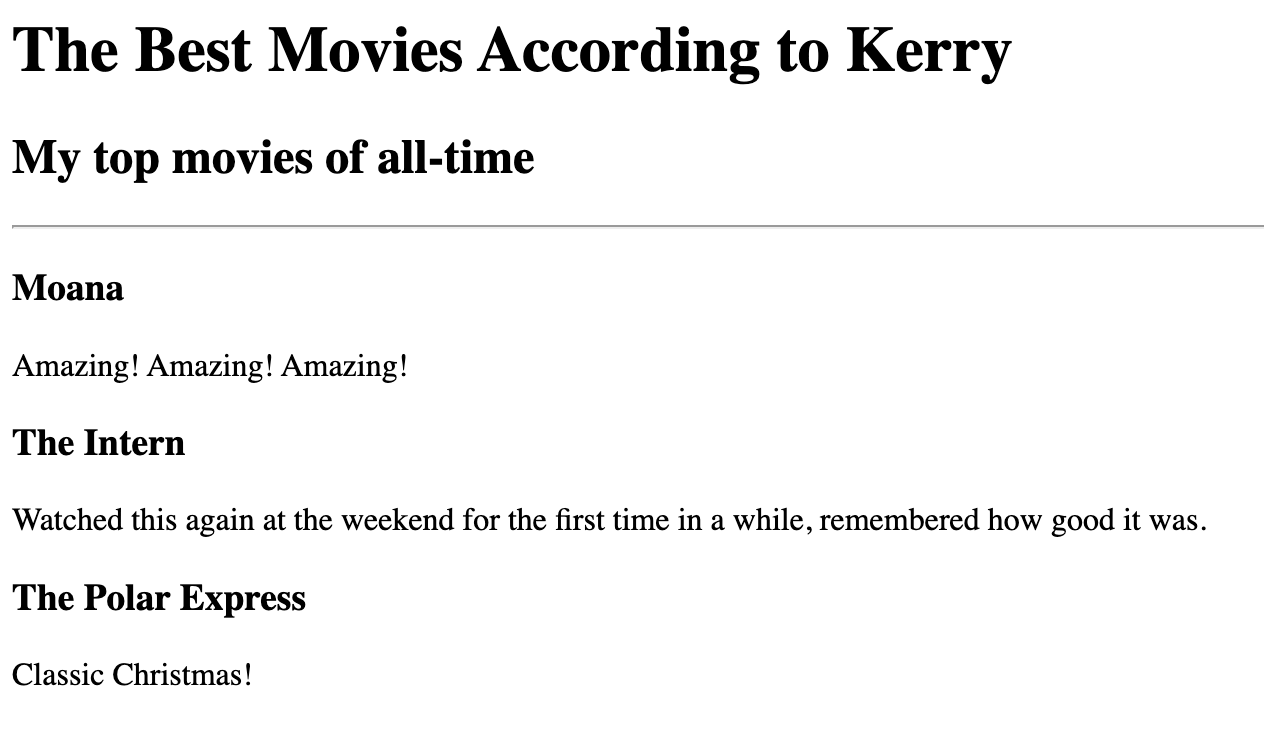 The Best Movies According to Kerry
My top movies of all-time
Moana
Amazing! Amazing! Amazing!
The Intern
Watched this again at the weekend for the first time in a while, remembered how good it was.
The Polar Express
Classic Christmas!